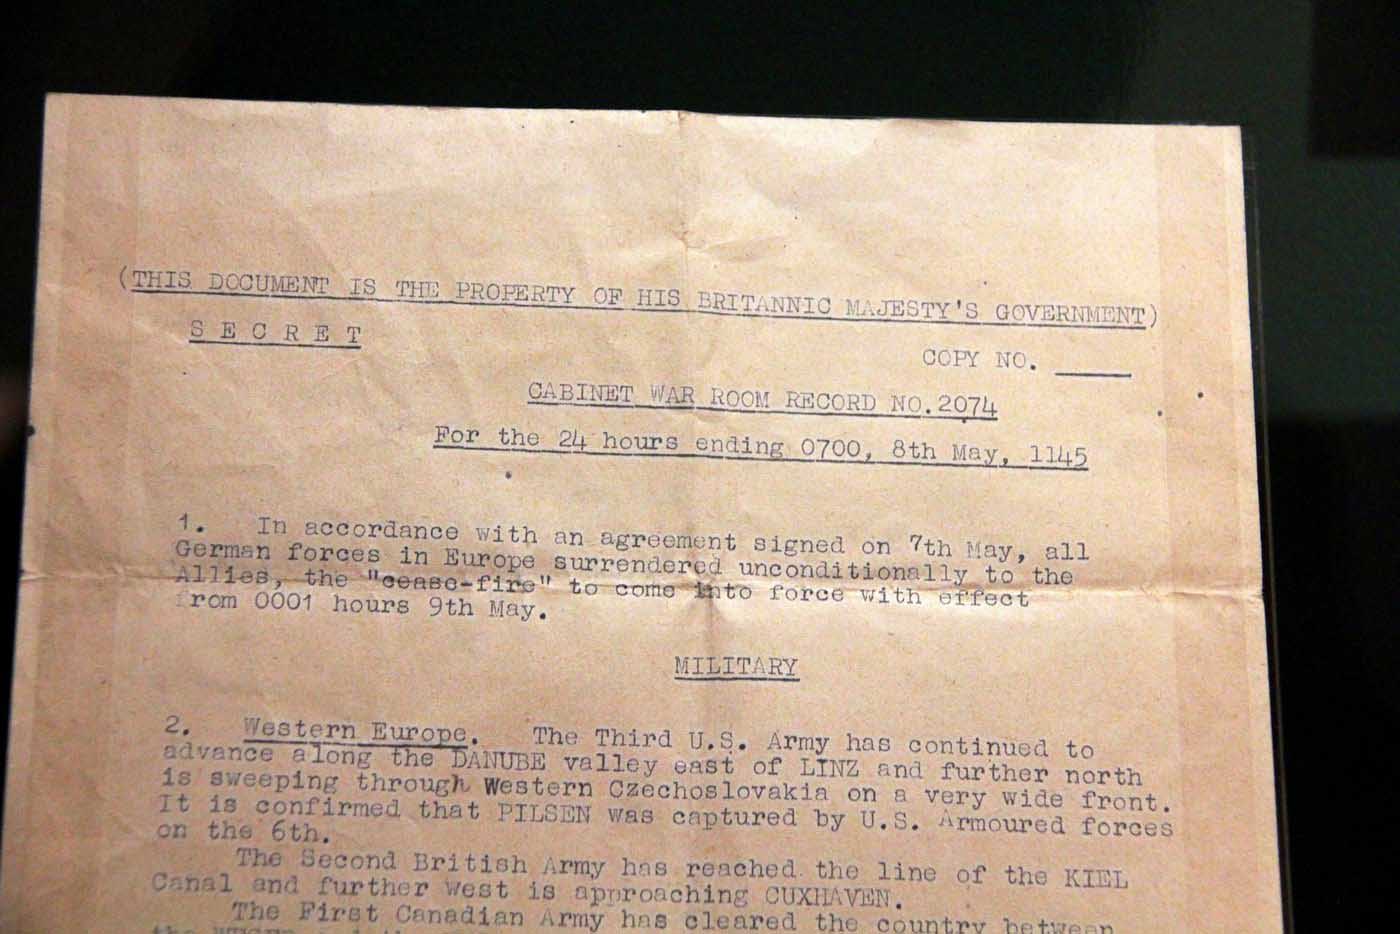 (THIS DOCUMENT IS THE PROPERTY OF HIS BRITANNIC MAJESTY'S GOVERNMENT)
S E C R E T
COPY NO. ____
CABINET WAR ROOM RECORD NO.2074
For the 24 hours ending 0700, 8th May, 1145
1. In accordance with an agreement signed on 7th May, all
German forces in Europe surrendered unconditionally to the
Allies, the "cease-fire" to come into force with effect
from 0001 hours 9th May.
MILITARY
2. Western Europe. The Third U.S. Army has continued to
advance along the DANUBE valley east of LINZ and further north
is sweeping through Western Czechoslovakia on a very wide front.
It is confirmed that PILSEN was captured by U.S. Armoured forces
on the 6th.
The Second British Army has reached the line of the KIEL
Canal and further west is approaching CUXHAVEN.
The First Canadian Army has cleared the country between
the